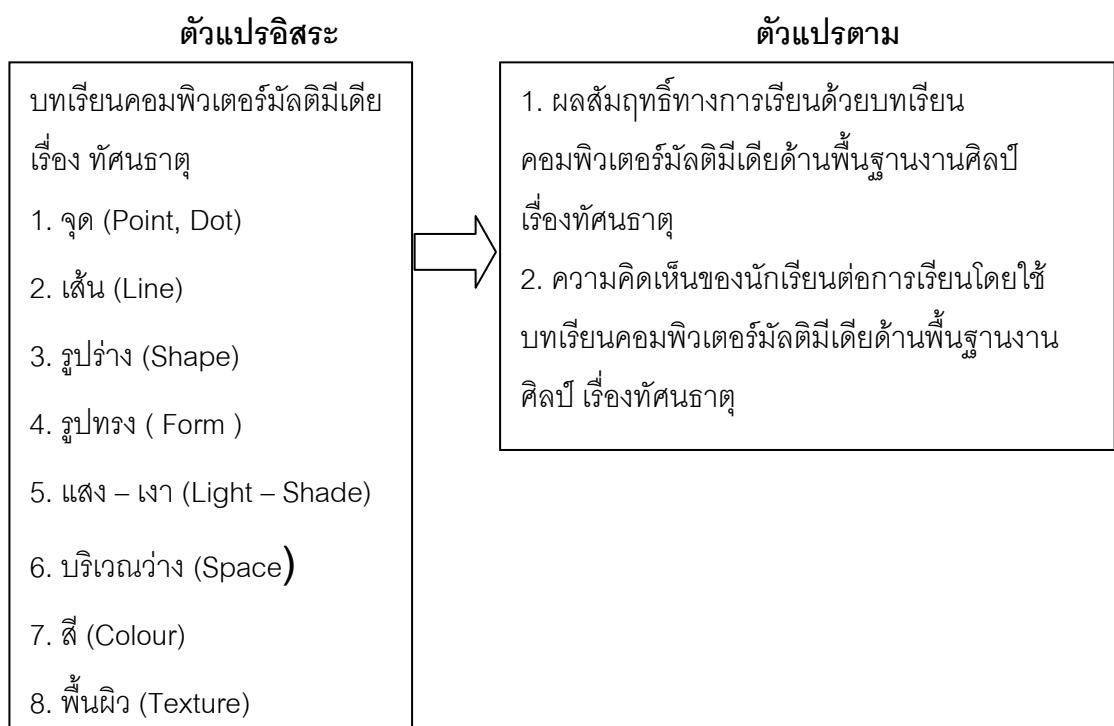 ตัวแปรอิสระ
บทเรียนคอมพิวเตอร์มัลติมีเดีย
เรื่อง ทัศนธาตุ
1. จุด (Point, Dot)
2. เส้น (Line)
3. รูปร่าง (Shape)
4. รูปทรง ( Form )
5. แสง – เงา (Light – Shade)
6. บริเวณว่าง (Space)
7. สี (Colour)
8. พื้นผิว (Texture)
ตัวแปรตาม
1. ผลสัมฤทธิ์ทางการเรียนด้วยบทเรียน
คอมพิวเตอร์มัลติมีเดียด้านพื้นฐานงานศิลป์
เรื่องทัศนธาตุ
2. ความคิดเห็นของนักเรียนต่อการเรียนโดยใช้
บทเรียนคอมพิวเตอร์มัลติมีเดียด้านพื้นฐานงาน
ศิลป์ เรื่องทัศนธาตุ